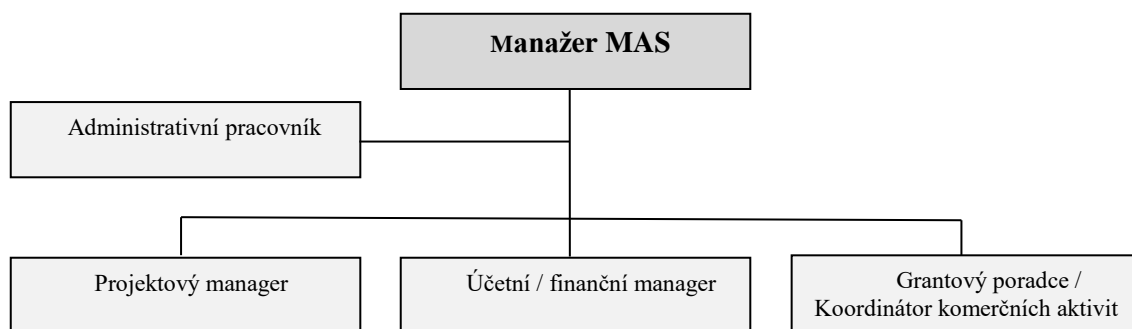 Manažer MAS
Administrativní pracovník
Projektový manager
Účetní / finanční manager
Grantový poradce /
Koordinátor komerčních aktivit